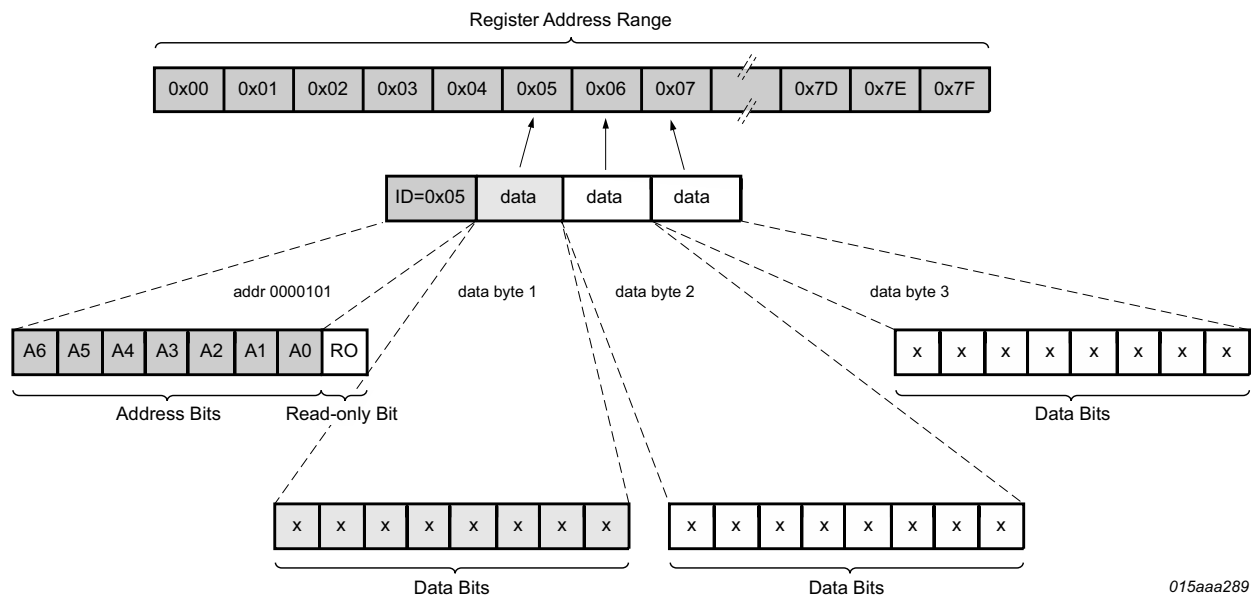 Register Address Range
0x00 0x01 0x02 0x03 0x04 0x05 0x06 0x07 0x7D 0x7E 0x7F
ID=0x05 data data data
addr 0000101 data byte 1 data byte 2 data byte 3
A6 A5 A4 A3 A2 A1 A0 RO x x x x x x x x
Address Bits Read-only Bit Data Bits
x x x x x x x x x x x x x x x x
Data Bits Data Bits
015aaa289